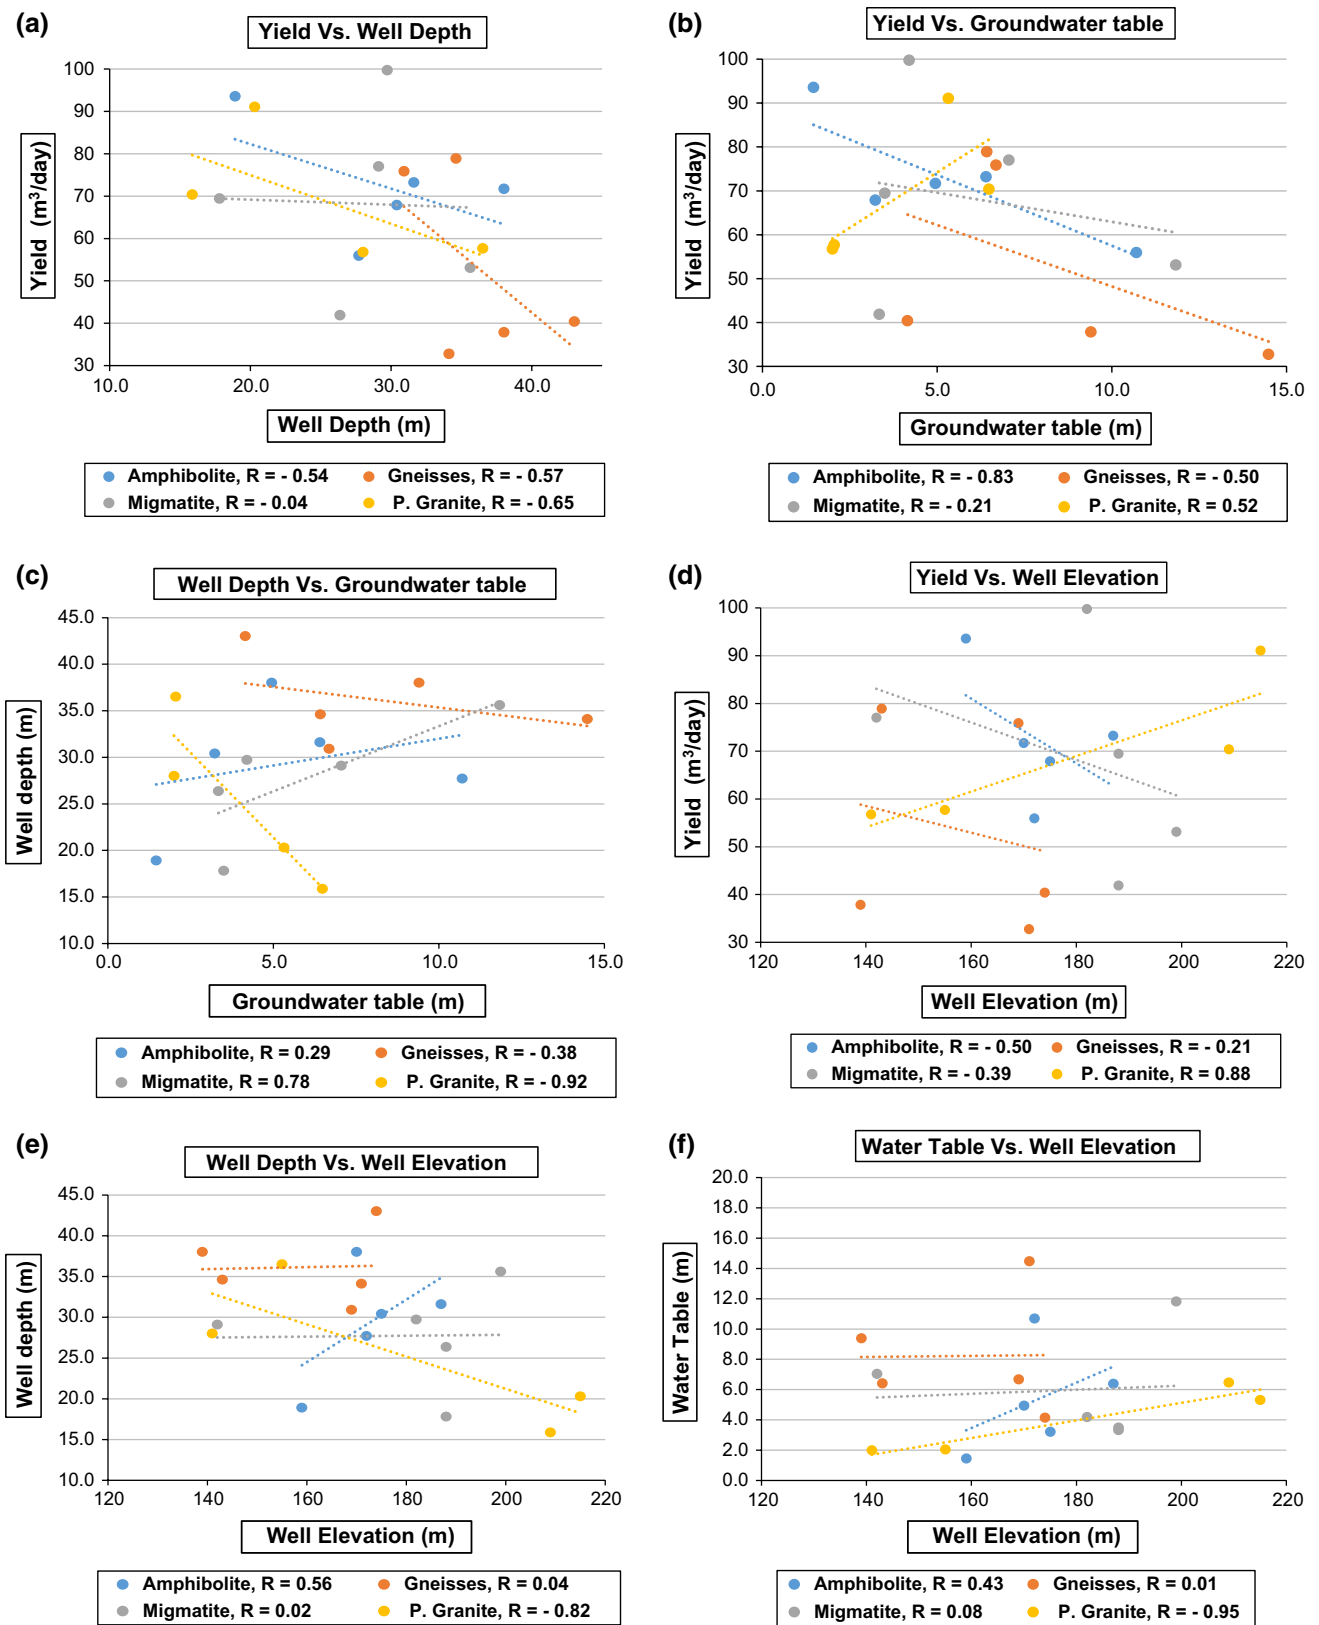 (a)
Yield Vs. Well Depth
100
90
80
70
60
50
40
30
Yield (m³/day)
10.0 20.0 30.0 40.0
Well Depth (m)
Amphibolite, R = - 0.54 Gneisses, R = - 0.57
Migmatite, R = - 0.04 P. Granite, R = - 0.65
(b)
Yield Vs. Groundwater table
100
90
80
70
60
50
40
30
Yield (m³/day)
0.0 5.0 10.0 15.0
Groundwater table (m)
Amphibolite, R = - 0.83 Gneisses, R = - 0.50
Migmatite, R = - 0.21 P. Granite, R = 0.52
(c)
Well Depth Vs. Groundwater table
45.0
40.0
35.0
30.0
25.0
20.0
15.0
10.0
Well depth (m)
0.0 5.0 10.0 15.0
Groundwater table (m)
Amphibolite, R = 0.29 Gneisses, R = - 0.38
Migmatite, R = 0.78 P. Granite, R = - 0.92
(d)
Yield Vs. Well Elevation
100
90
80
70
60
50
40
30
Yield (m³/day)
120 140 160 180 200 220
Well Elevation (m)
Amphibolite, R = - 0.50 Gneisses, R = - 0.21
Migmatite, R = - 0.39 P. Granite, R = 0.88
(e)
Well Depth Vs. Well Elevation
45.0
40.0
35.0
30.0
25.0
20.0
15.0
10.0
Well depth (m)
120 140 160 180 200 220
Well Elevation (m)
Amphibolite, R = 0.56 Gneisses, R = 0.04
Migmatite, R = 0.02 P. Granite, R = - 0.82
(f)
Water Table Vs. Well Elevation
20.0
18.0
16.0
14.0
12.0
10.0
8.0
6.0
4.0
2.0
0.0
Water Table (m)
120 140 160 180 200 220
Well Elevation (m)
Amphibolite, R = 0.43 Gneisses, R = 0.01
Migmatite, R = 0.08 P. Granite, R = - 0.95